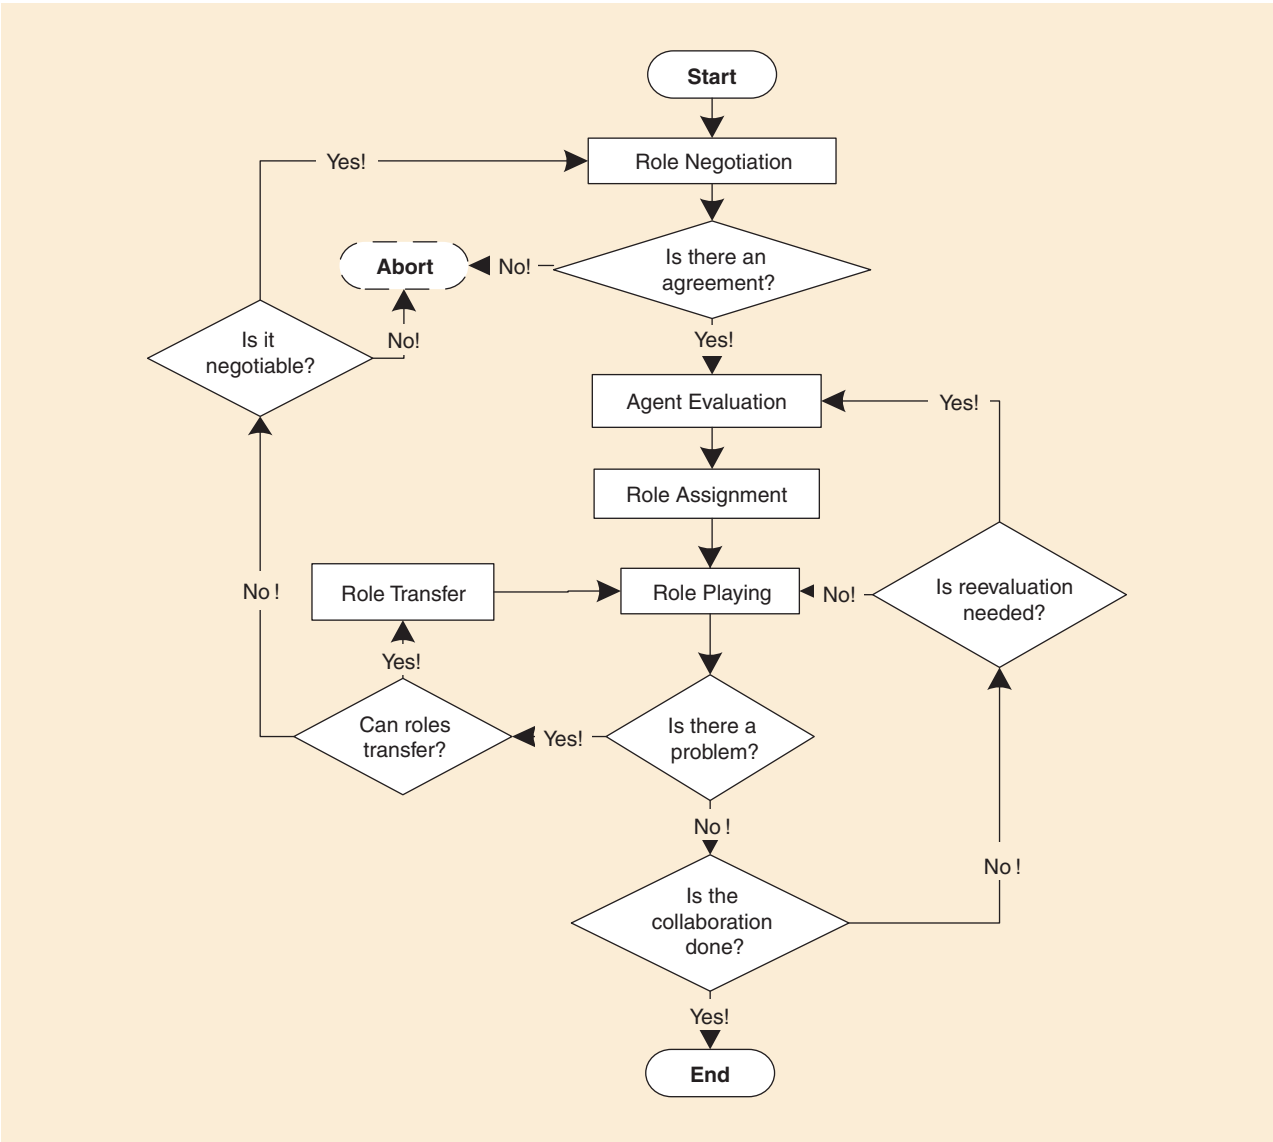 Start
Role Negotiation
Yes!
Is there an
agreement?
No!
Abort
Is it
negotiable?
No!
Yes!
Agent Evaluation
Yes!
Role Assignment
Role Transfer
Role Playing
No!
Is reevaluation
needed?
No !
Yes!
Can roles
transfer?
Yes!
Is there a
problem?
No !
Is the
collaboration
done?
No !
Yes!
End